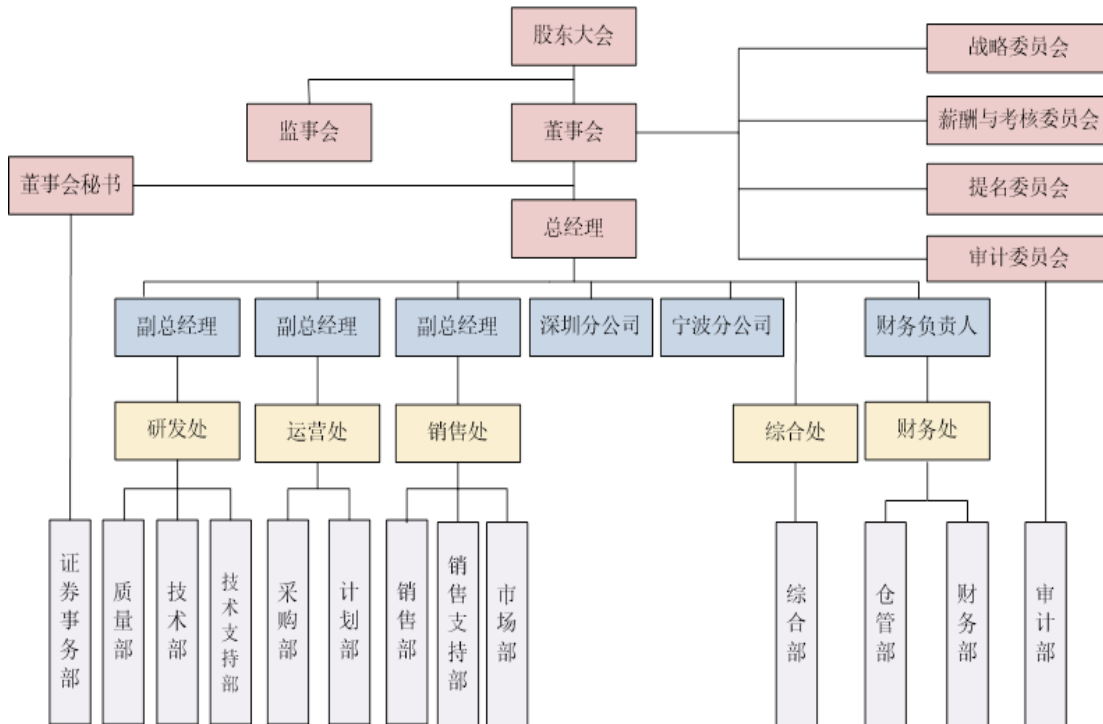 股东大会
战略委员会
监事会
董事会
薪酬与考核委员会
董事会秘书
提名委员会
总经理
审计委员会
副总经理
副总经理
副总经理
深圳分公司
宁波分公司
财务负责人
研发处
运营处
销售处
综合处
财务处
证券事务部
质量部
技术部
技术支持部
采购部
计划部
销售部
销售支持部
市场部
综合部
仓管部
财务部
审计部